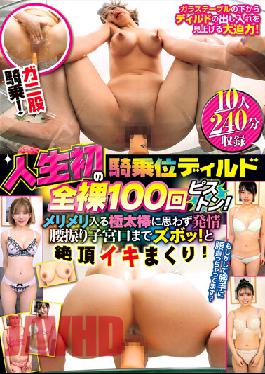 ガラステーブルの下から
ディルドの出し入れを
見上げる大迫力!
ガニ股
騎乗!
10人
240分
収録
人生初の騎乗位ディルド
全裸100回ピストン!
メリメリ入る極太棒に思わず発情
腰振り子宮口までズボッ!と
絶頂イキまくり!